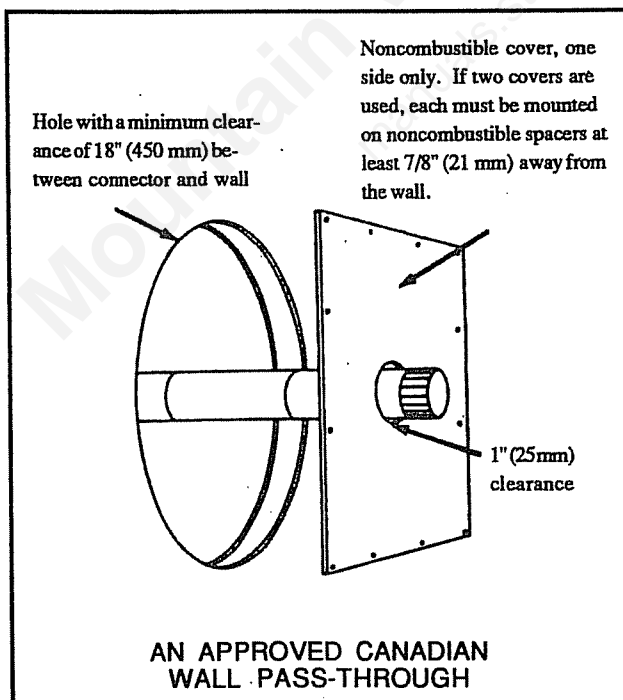 Noncombustible cover, one
side only. If two covers are
used, each must be mounted
on noncombustible spacers at
least 7/8" (21 mm) away from
the wall.
Hole with a minimum clear-
ance of 18" (450 mm) be-
tween connector and wall
1" (25mm)
clearance
AN APPROVED CANADIAN
WALL PASS-THROUGH
Mountain